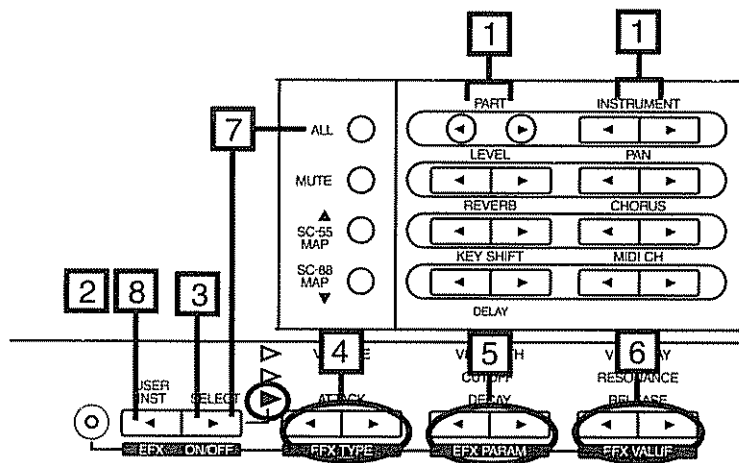 1 1
PART INSTRUMENT
7 ALL
LEVEL PAN
MUTE
REVERB CHORUS
SC-55
MAP
KEY SHIFT MIDI CH
SC-88
MAP
2 8 3
DELAY
4 5 6
USER
INST SELECT
CUTOFF RESONANCE
ATTACK DECAY RELEASE
EFX ON/OFF EFX TYPE EFX PARAM EFX VALUE